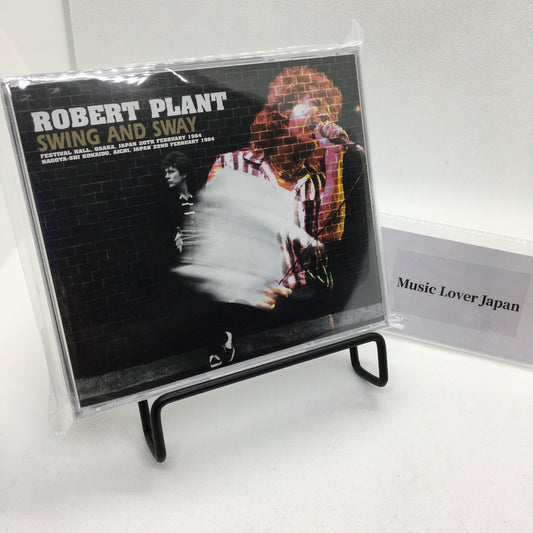 ROBERT PLANT
SWING AND SWAY
FESTIVAL HALL, OSAKA, JAPAN 20TH FEBRUARY 1984
NAGOYA-SHI KOKAIDO, AICHI, JAPAN 22ND FEBRUARY 1984
Music Lover Japan